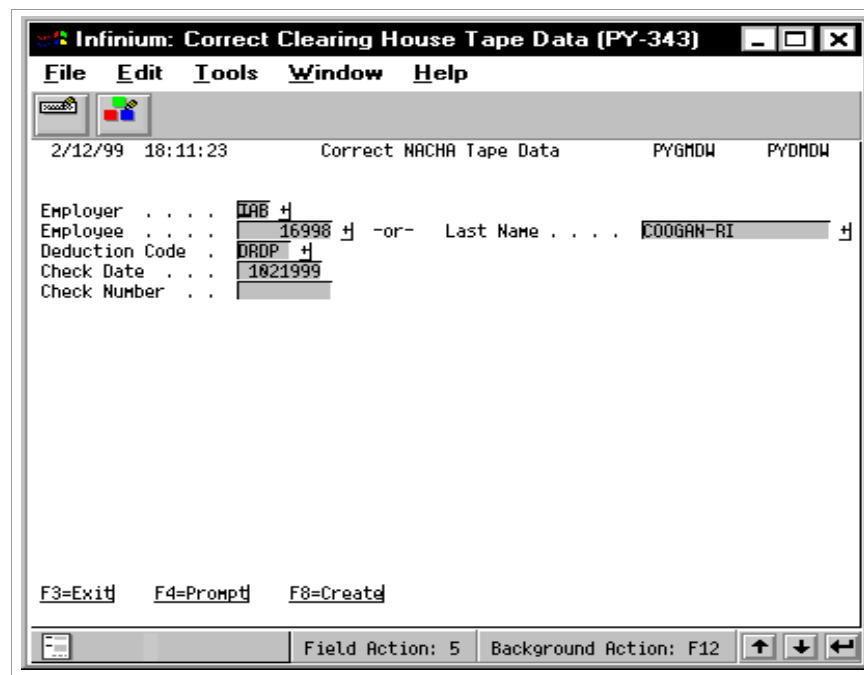 Infinium: Correct Clearing House Tape Data (PY-343)
File Edit Tools Window Help
2/12/99 18:11:23 Correct NACHA Tape Data PYGMDW PYDMDW
Employer . . . . IAB
Employee . . . . 16998 -or- Last Name . . . . COOGAN-RI
Deduction Code . DRDP
Check Date . . . 1021999
Check Number . .
F3=Exit F4=Prompt F8=Create
Field Action: 5 Background Action: F12